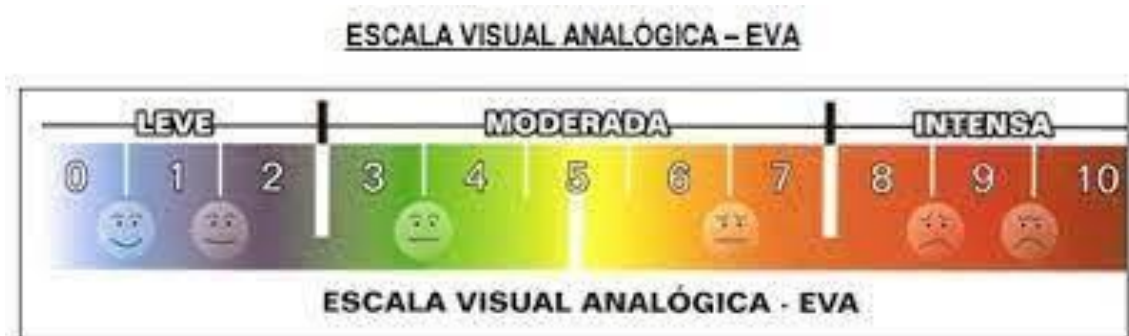 ESCALA VISUAL ANALÓGICA – EVA
LEVE MODERADA INTENSA
0 1 2 3 4 5 6 7 8 9 10
ESCALA VISUAL ANALÓGICA - EVA